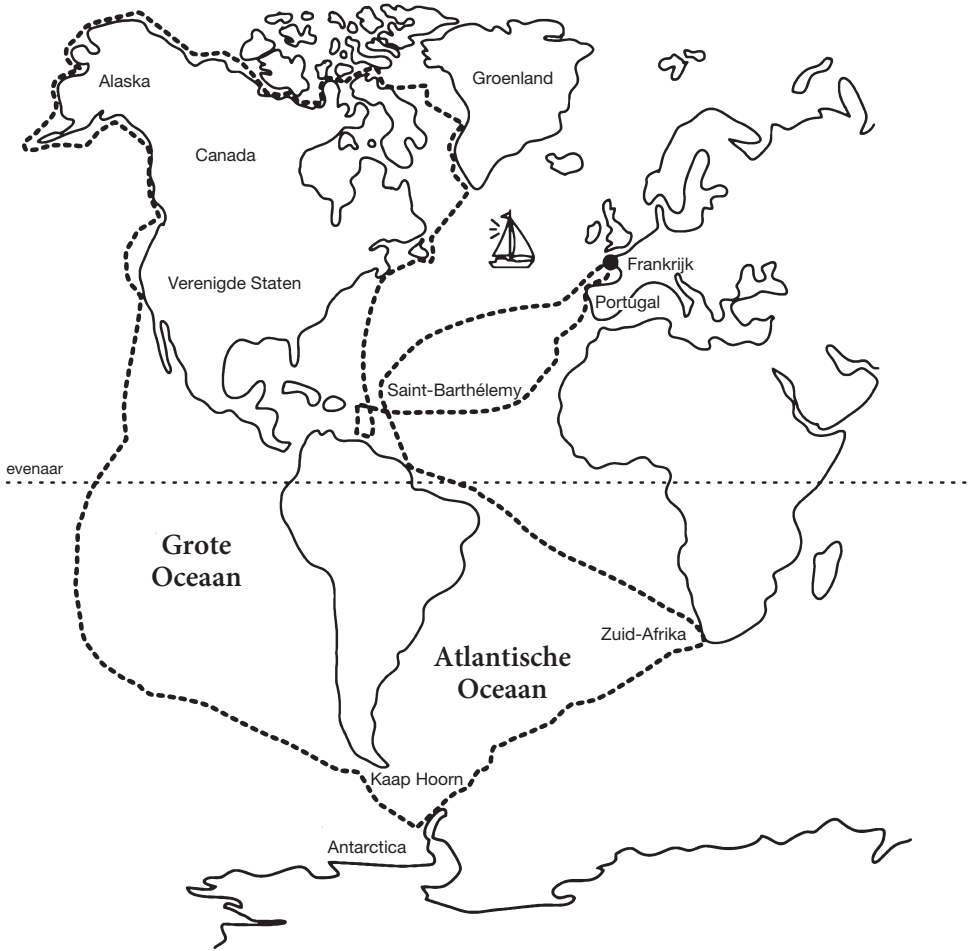 Alaska
Groenland
Canada
Verenigde Staten
Frankrijk
Portugal
Saint-Barthélemy
evenaar
Grote
Oceaan
Zuid-Afrika
Atlantische
Oceaan
Kaap Hoorn
Antarctica